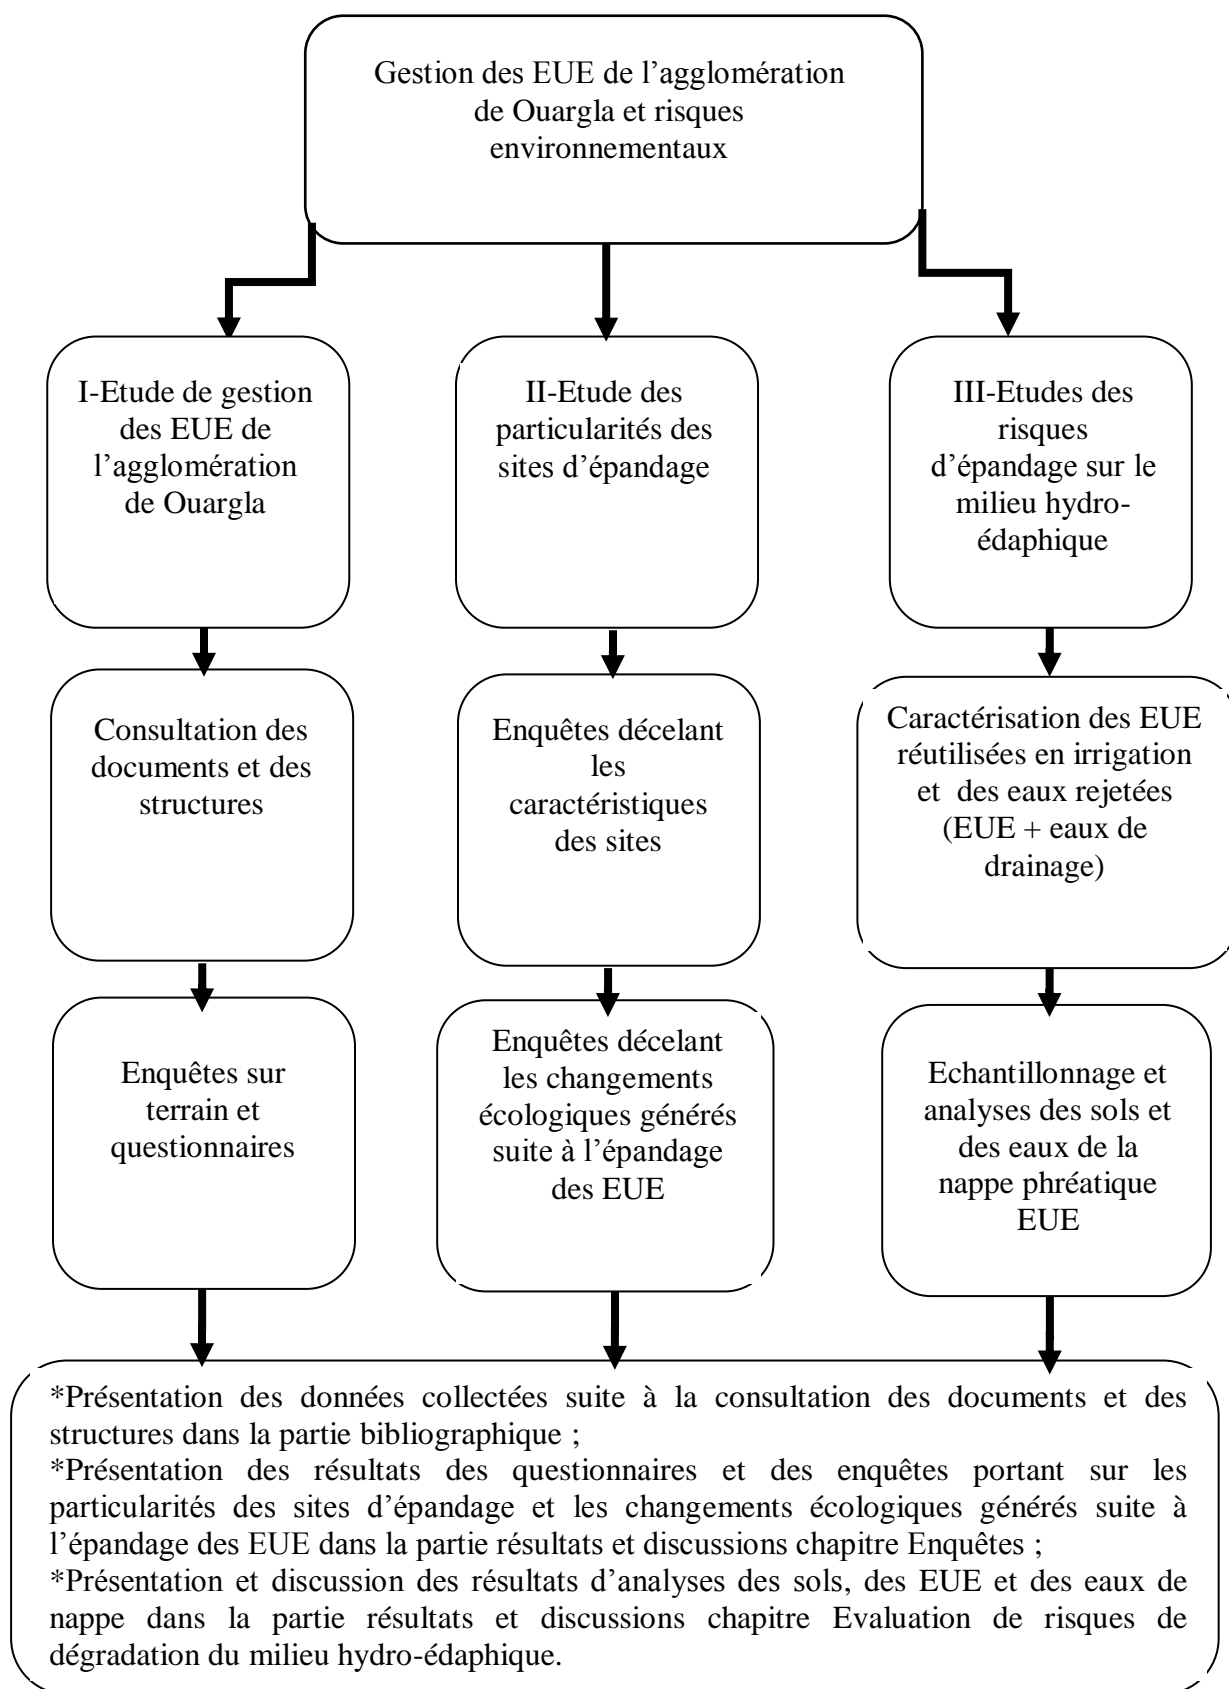 Gestion des EUE de l’agglomération
de Ouargla et risques
environnementaux
I-Etude de gestion
des EUE de
l’agglomération
de Ouargla
II-Etude des
particularités des
sites d’épandage
III-Etudes des
risques
d’épandage sur le
milieu hydro-
édaphique
Consultation des
documents et des
structures
Enquêtes décelant
les
caractéristiques
des sites
Caractérisation des EUE
réutilisées en irrigation
et des eaux rejetées
(EUE + eaux de
drainage)
Enquêtes sur
terrain et
questionnaires
Enquêtes décelant
les changements
écologiques générés
suite à l’épandage
des EUE
Echantillonnage et
analyses des sols et
des eaux de la
nappe phréatique
EUE
*Présentation des données collectées suite à la consultation des documents et des
structures dans la partie bibliographique ;
*Présentation des résultats des questionnaires et des enquêtes portant sur les
particularités des sites d’épandage et les changements écologiques générés suite à
l’épandage des EUE dans la partie résultats et discussions chapitre Enquêtes ;
*Présentation et discussion des résultats d’analyses des sols, des EUE et des eaux de
nappe dans la partie résultats et discussions chapitre Evaluation de risques de
dégradation du milieu hydro-édaphique.